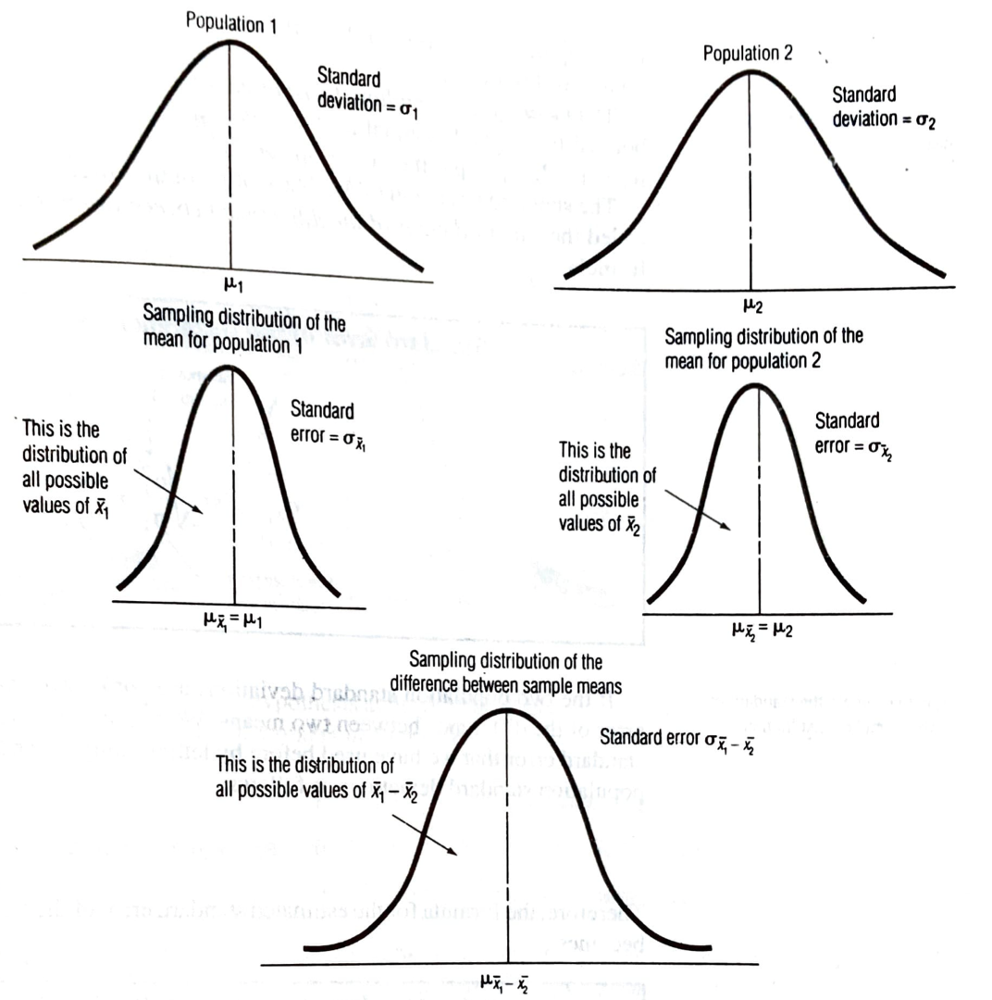 Population 1
Standard
deviation = σ₁
μ₁
Population 2
Standard
deviation = σ₂
μ₂
Sampling distribution of the
mean for population 1
Standard
error = σx̄₁
This is the
distribution of
all possible
values of x̄₁
μx̄₁ = μ₁
Sampling distribution of the
mean for population 2
Standard
error = σx̄₂
This is the
distribution of
all possible
values of x̄₂
μx̄₂ = μ₂
Sampling distribution of the
difference between sample means
Standard error σx̄₁ – x̄₂
This is the distribution of
all possible values of x̄₁ – x̄₂
μx̄₁ – x̄₂